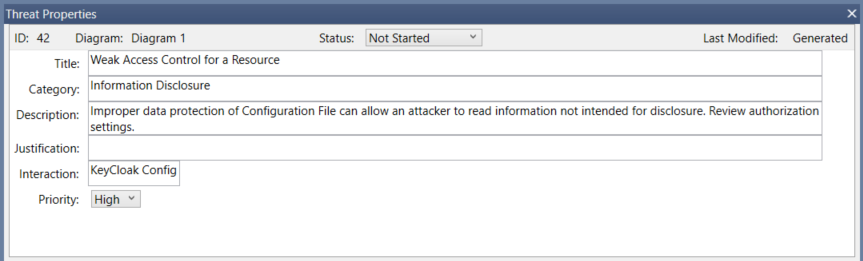 Threat Properties
ID: 42 Diagram: Diagram 1 Status: Not Started Last Modified: Generated
Title: Weak Access Control for a Resource
Category: Information Disclosure
Description: Improper data protection of Configuration File can allow an attacker to read information not intended for disclosure. Review authorization
settings.
Justification:
Interaction: KeyCloak Config
Priority: High